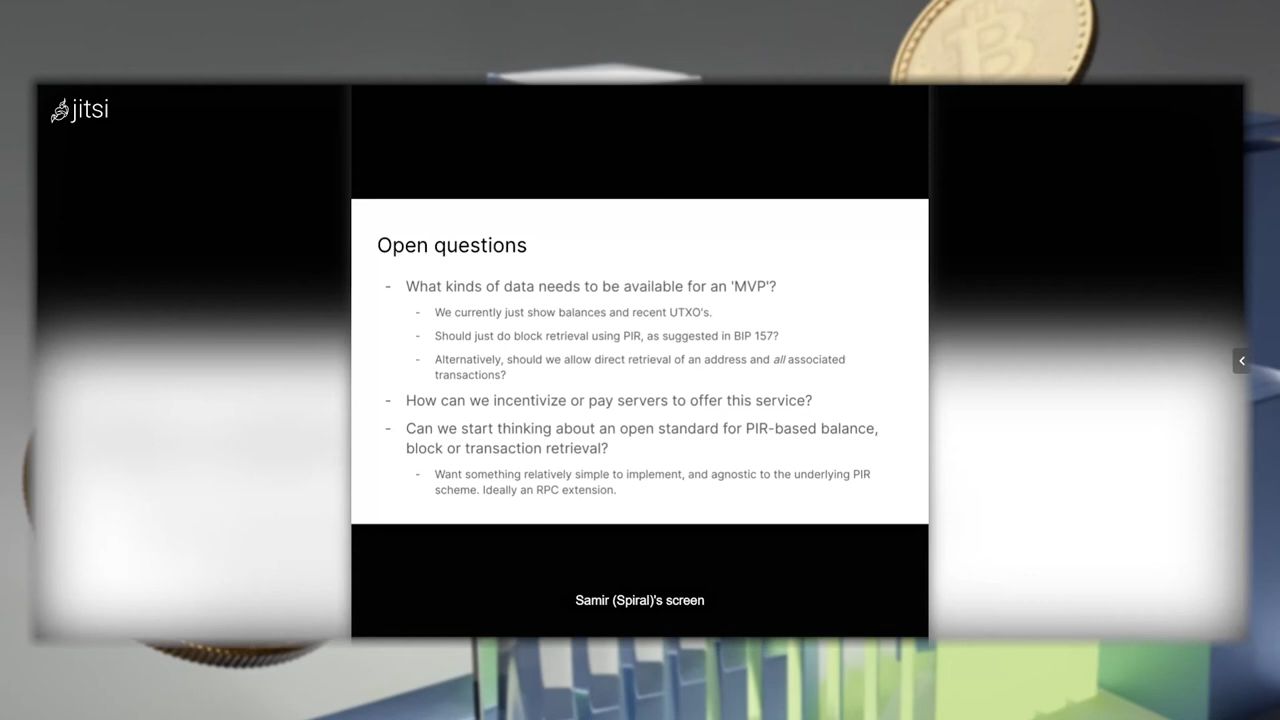 jitsi
Open questions
- What kinds of data needs to be available for an 'MVP'?
- We currently just show balances and recent UTXO's.
- Should just do block retrieval using PIR, as suggested in BIP 157?
- Alternatively, should we allow direct retrieval of an address and all associated
transactions?
- How can we incentivize or pay servers to offer this service?
- Can we start thinking about an open standard for PIR-based balance,
block or transaction retrieval?
- Want something relatively simple to implement, and agnostic to the underlying PIR
scheme. Ideally an RPC extension.
Samir (Spiral)'s screen